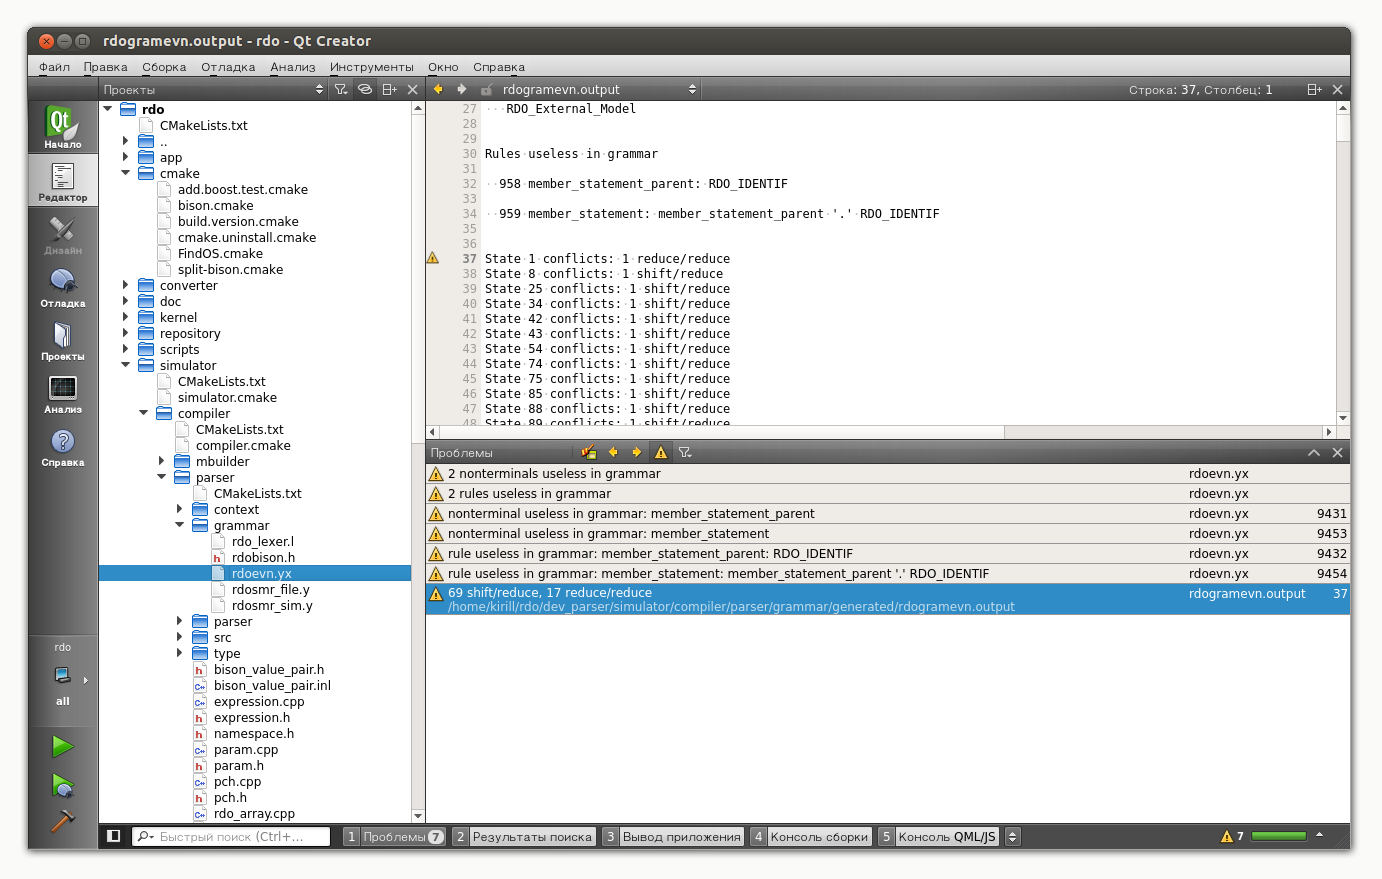 rdogramevn.output - rdo - Qt Creator
Файл Правка Сборка Отладка Анализ Инструменты Окно Справка
Проекты
rdogramevn.output
Строка: 37, Столбец: 1
Qt
Начало
Редактор
Дизайн
Отладка
Проекты
Анализ
Справка
rdo
all
rdo
CMakeLists.txt
..
app
cmake
add.boost.test.cmake
bison.cmake
build.version.cmake
cmake.uninstall.cmake
FindOS.cmake
split-bison.cmake
converter
doc
kernel
repository
scripts
simulator
CMakeLists.txt
simulator.cmake
compiler
CMakeLists.txt
compiler.cmake
mbuilder
parser
CMakeLists.txt
context
grammar
rdo_lexer.l
rdobison.h
rdoevn.yx
rdosmr_file.y
rdosmr_sim.y
parser
src
type
bison_value_pair.h
bison_value_pair.inl
expression.cpp
expression.h
namespace.h
param.cpp
param.h
pch.cpp
pch.h
rdo_array.cpp
27 RDO_External_Model
28
29
30 Rules useless in grammar
31
32 958 member_statement_parent: RDO_IDENTIF
33
34 959 member_statement: member_statement_parent '.' RDO_IDENTIF
35
36
37 State 1 conflicts: 1 reduce/reduce
38 State 8 conflicts: 1 shift/reduce
39 State 25 conflicts: 1 shift/reduce
40 State 34 conflicts: 1 shift/reduce
41 State 42 conflicts: 1 shift/reduce
42 State 43 conflicts: 1 shift/reduce
43 State 54 conflicts: 1 shift/reduce
44 State 74 conflicts: 1 shift/reduce
45 State 75 conflicts: 1 shift/reduce
46 State 85 conflicts: 1 shift/reduce
47 State 88 conflicts: 1 shift/reduce
48 State 89 conflicts: 1 shift/reduce
Проблемы
2 nonterminals useless in grammar rdoevn.yx
2 rules useless in grammar rdoevn.yx
nonterminal useless in grammar: member_statement_parent rdoevn.yx 9431
nonterminal useless in grammar: member_statement rdoevn.yx 9453
rule useless in grammar: member_statement_parent: RDO_IDENTIF rdoevn.yx 9432
rule useless in grammar: member_statement: member_statement_parent '.' RDO_IDENTIF rdoevn.yx 9454
69 shift/reduce, 17 reduce/reduce rdogramevn.output 37
/home/kirill/rdo/dev_parser/simulator/compiler/parser/grammar/generated/rdogramevn.output
Быстрый поиск (Ctrl+... 1 Проблемы 7 2 Результаты поиска 3 Вывод приложения 4 Консоль сборки 5 Консоль QML/JS 7